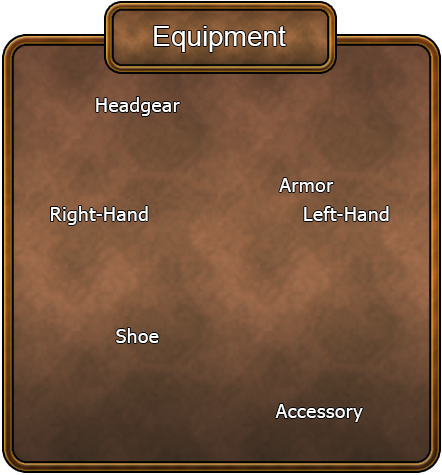 Equipment
Headgear
Armor
Right-Hand
Left-Hand
Shoe
Accessory